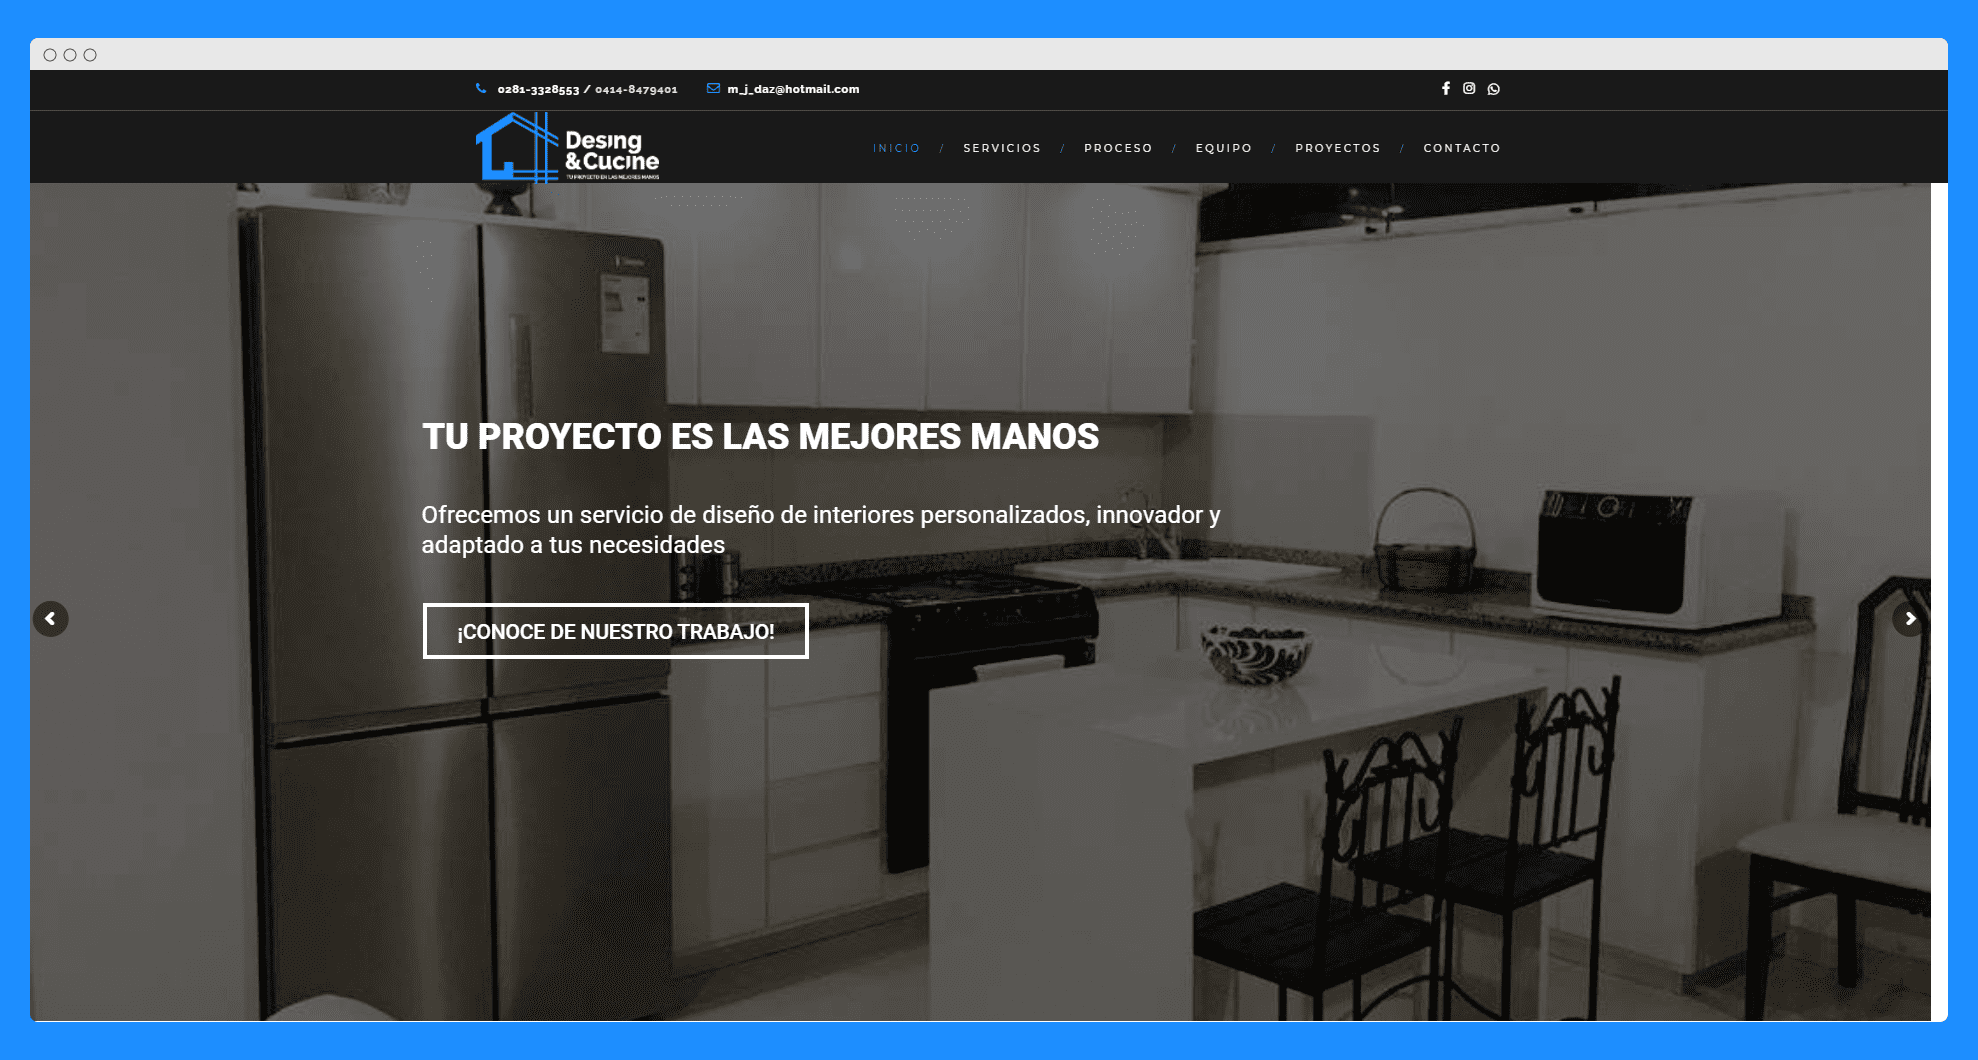 0281-3328553 / 0414-8479401 m_j_daz@hotmail.com
Desing
&Cucine
TU PROYECTO EN LAS MEJORES MANOS
INICIO / SERVICIOS / PROCESO / EQUIPO / PROYECTOS / CONTACTO
TU PROYECTO ES LAS MEJORES MANOS
Ofrecemos un servicio de diseño de interiores personalizados, innovador y
adaptado a tus necesidades
¡CONOCE DE NUESTRO TRABAJO!